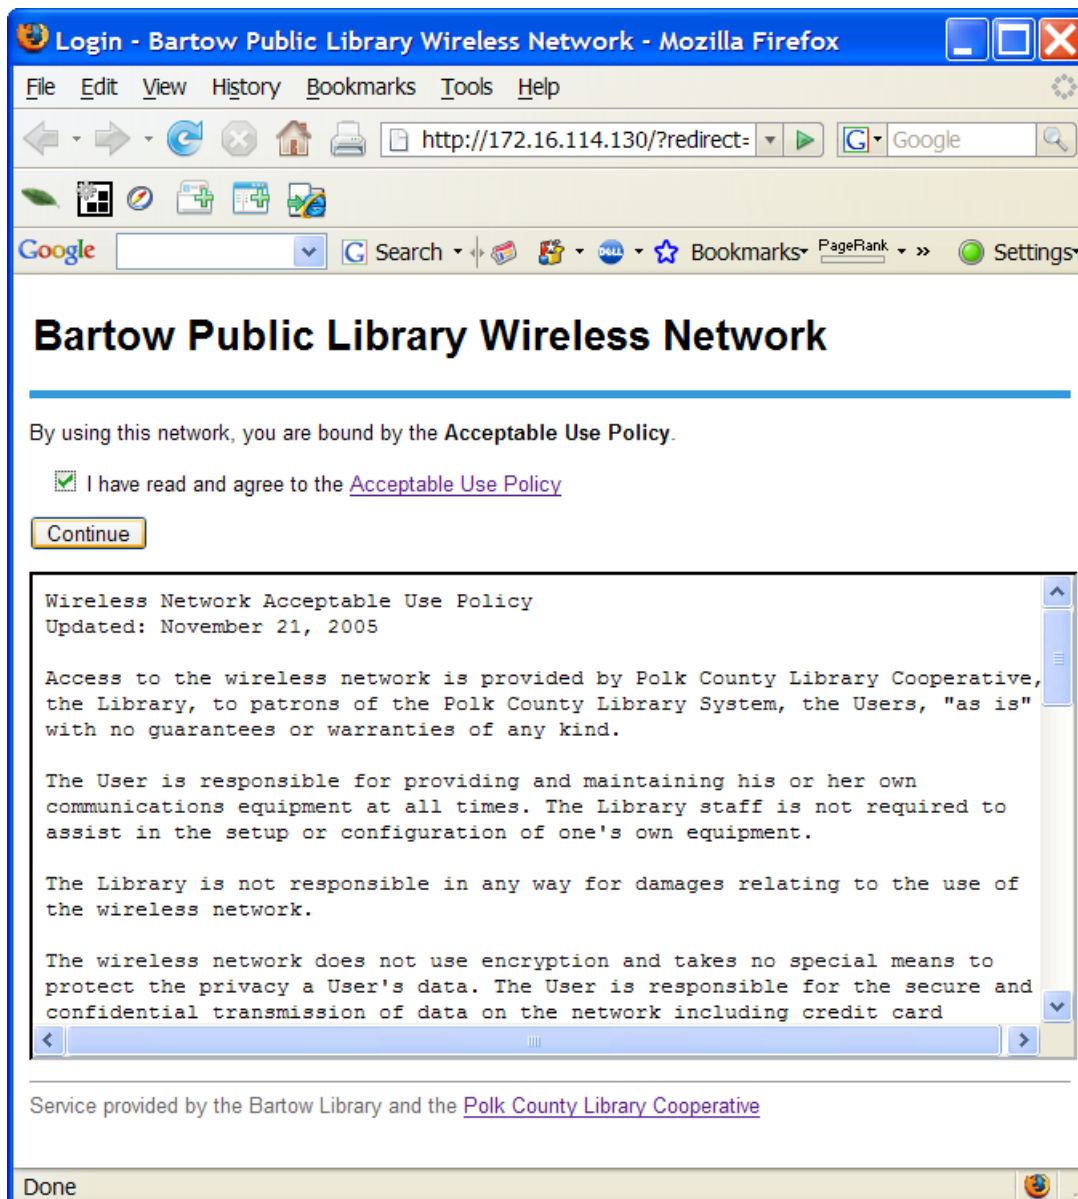 Login - Bartow Public Library Wireless Network - Mozilla Firefox
File Edit View History Bookmarks Tools Help
http://172.16.114.130/?redirect= G Google
Google G Search DELL Bookmarks PageRank » Settings
Bartow Public Library Wireless Network
By using this network, you are bound by the Acceptable Use Policy.
I have read and agree to the Acceptable Use Policy
Continue
Wireless Network Acceptable Use Policy
Updated: November 21, 2005
Access to the wireless network is provided by Polk County Library Cooperative,
the Library, to patrons of the Polk County Library System, the Users, "as is"
with no guarantees or warranties of any kind.
The User is responsible for providing and maintaining his or her own
communications equipment at all times. The Library staff is not required to
assist in the setup or configuration of one's own equipment.
The Library is not responsible in any way for damages relating to the use of
the wireless network.
The wireless network does not use encryption and takes no special means to
protect the privacy a User's data. The User is responsible for the secure and
confidential transmission of data on the network including credit card
Service provided by the Bartow Library and the Polk County Library Cooperative
Done